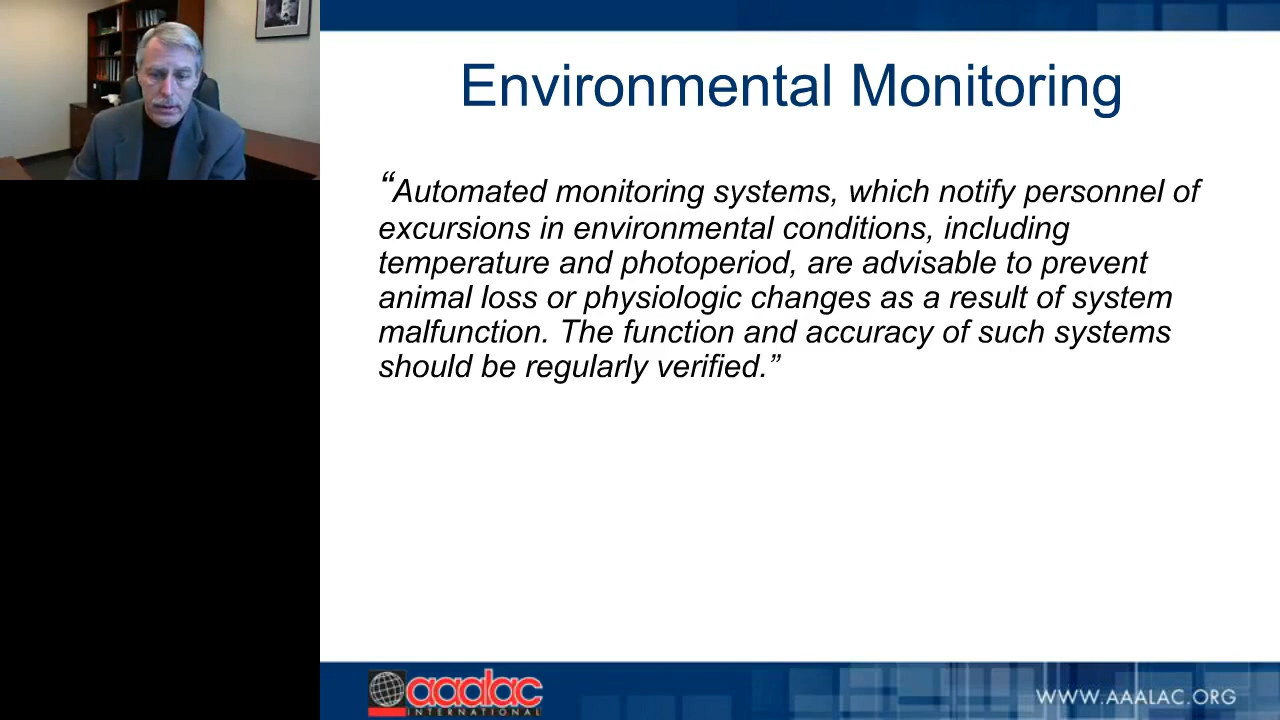 Environmental Monitoring
“Automated monitoring systems, which notify personnel of
excursions in environmental conditions, including
temperature and photoperiod, are advisable to prevent
animal loss or physiologic changes as a result of system
malfunction. The function and accuracy of such systems
should be regularly verified.”
aaalac
INTERNATIONAL
WWW.AAALAC.ORG